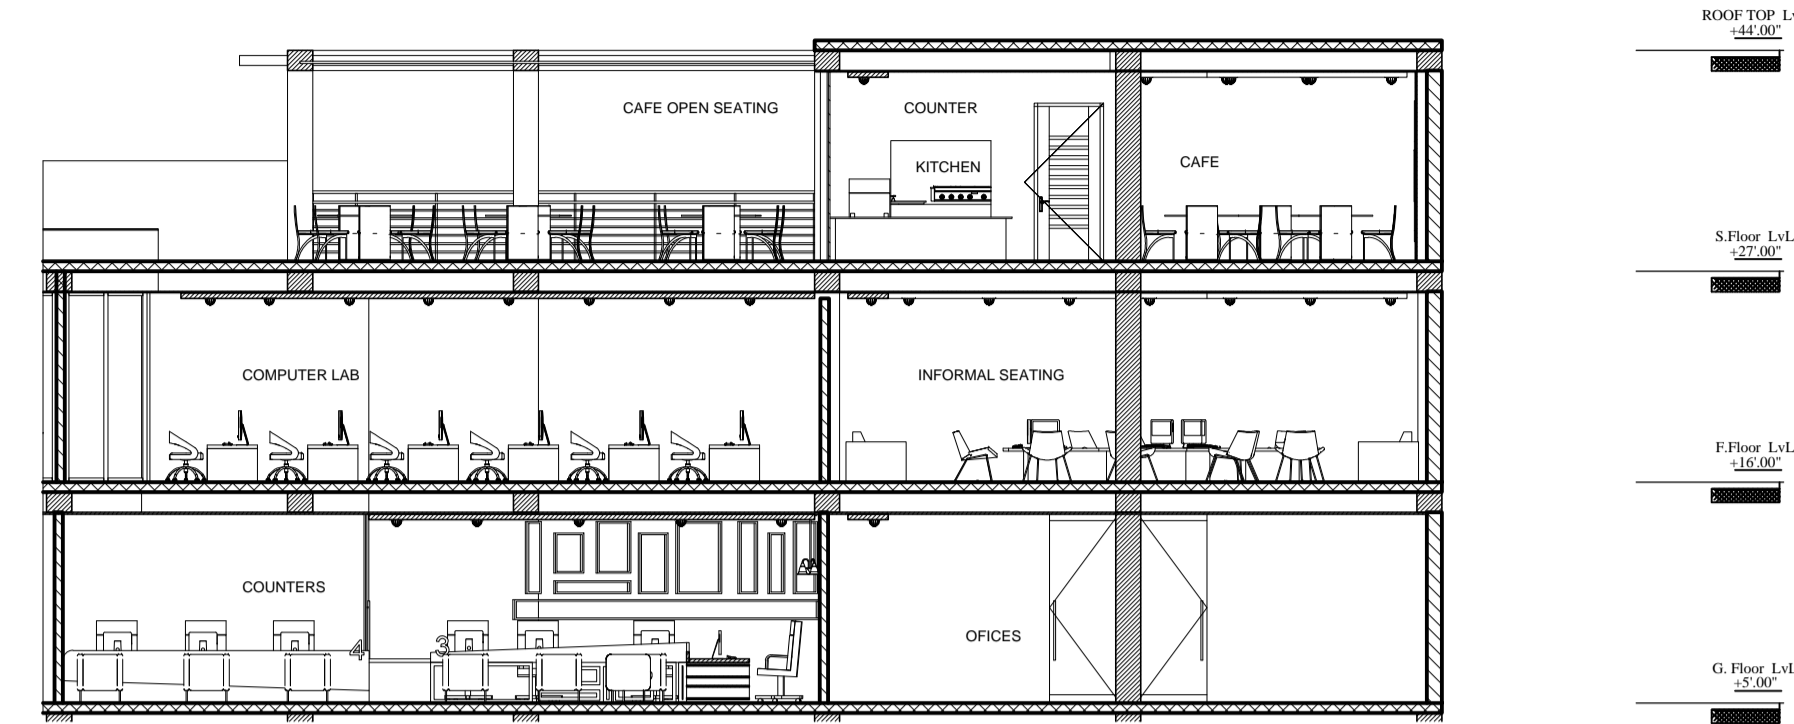 ROOF TOP Lv
+44'.00"
CAFE OPEN SEATING
COUNTER
KITCHEN
CAFE
S.Floor LvL
+27'.00"
COMPUTER LAB
INFORMAL SEATING
F.Floor LvL
+16'.00"
COUNTERS
4
3
OFICES
G. Floor LvL
+5'.00"